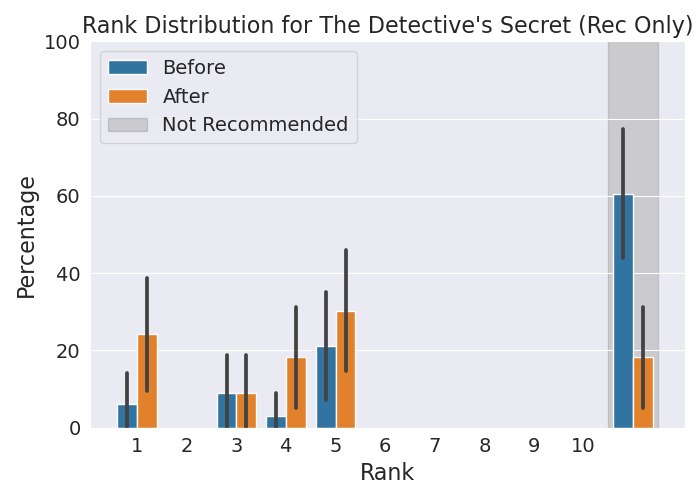 Rank Distribution for The Detective's Secret (Rec Only)
100
80
60
40
20
0
Percentage
Before
After
Not Recommended
1 2 3 4 5 6 7 8 9 10
Rank